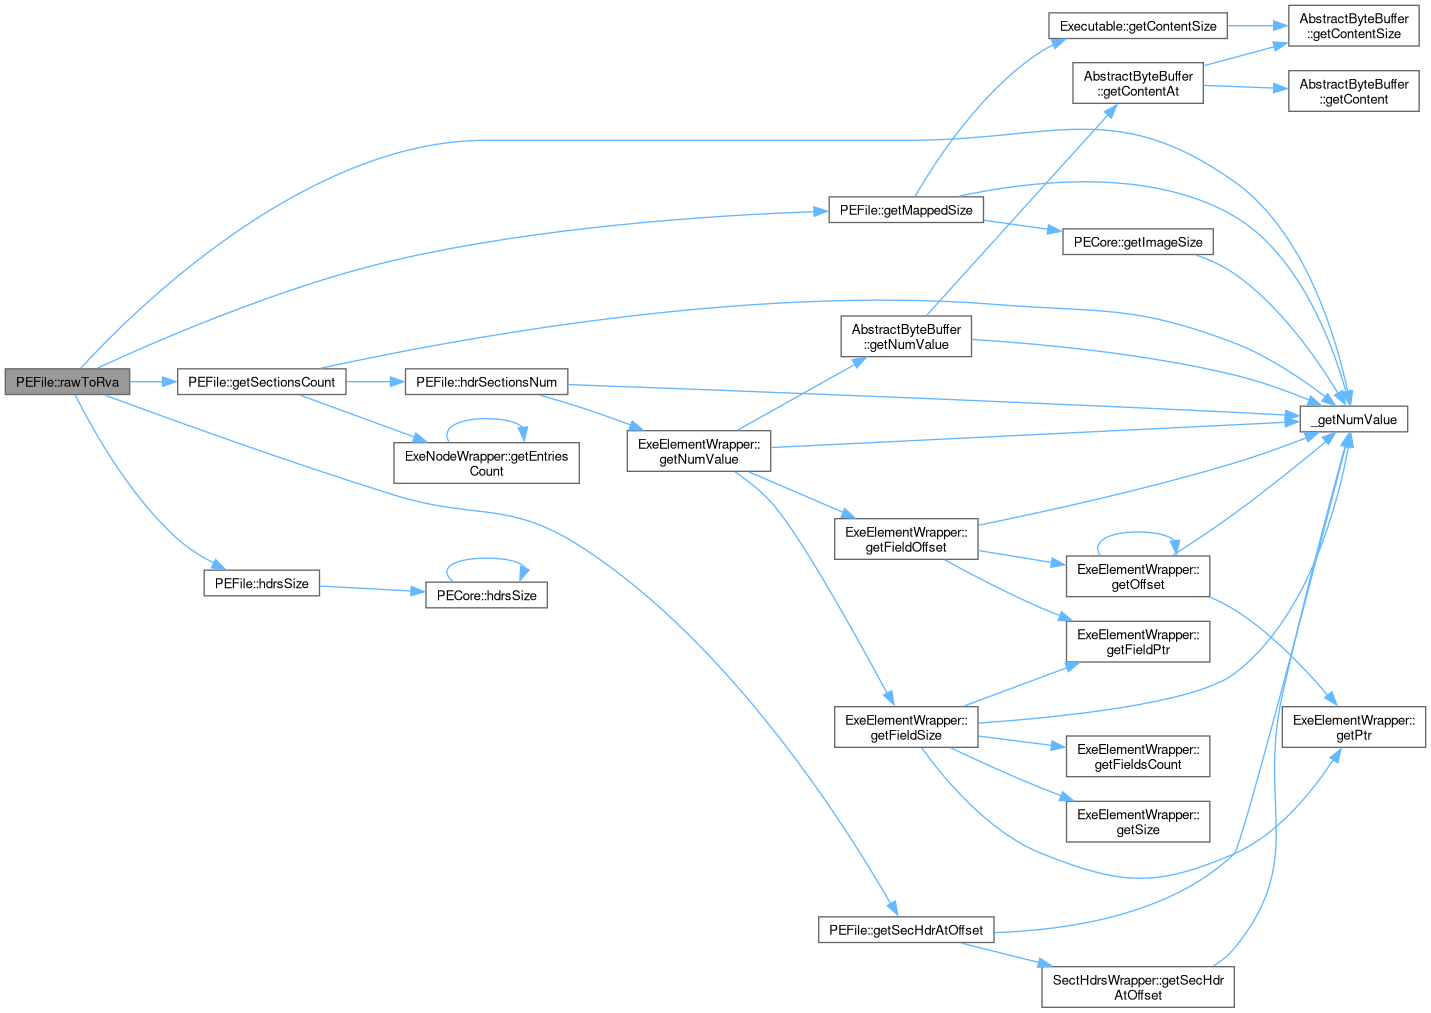 Executable::getContentSize
AbstractByteBuffer
::getContentSize
AbstractByteBuffer
::getContentAt
AbstractByteBuffer
::getContent
PEFile::getMappedSize
PECore::getImageSize
AbstractByteBuffer
::getNumValue
PEFile::rawToRva
PEFile::getSectionsCount
PEFile::hdrSectionsNum
_getNumValue
ExeNodeWrapper::getEntries
Count
ExeElementWrapper::
getNumValue
ExeElementWrapper::
getFieldOffset
ExeElementWrapper::
getOffset
PEFile::hdrsSize
PECore::hdrsSize
ExeElementWrapper::
getFieldPtr
ExeElementWrapper::
getFieldSize
ExeElementWrapper::
getPtr
ExeElementWrapper::
getFieldsCount
ExeElementWrapper::
getSize
PEFile::getSecHdrAtOffset
SectHdrsWrapper::getSecHdr
AtOffset